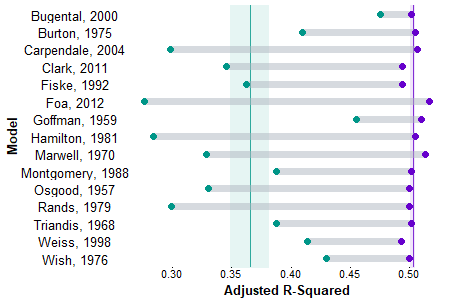 Bugental, 2000
Burton, 1975
Carpendale, 2004
Clark, 2011
Fiske, 1992
Foa, 2012
Goffman, 1959
Hamilton, 1981
Marwell, 1970
Montgomery, 1988
Osgood, 1957
Rands, 1979
Triandis, 1968
Weiss, 1998
Wish, 1976
Model
0.30 0.35 0.40 0.45 0.50
Adjusted R-Squared